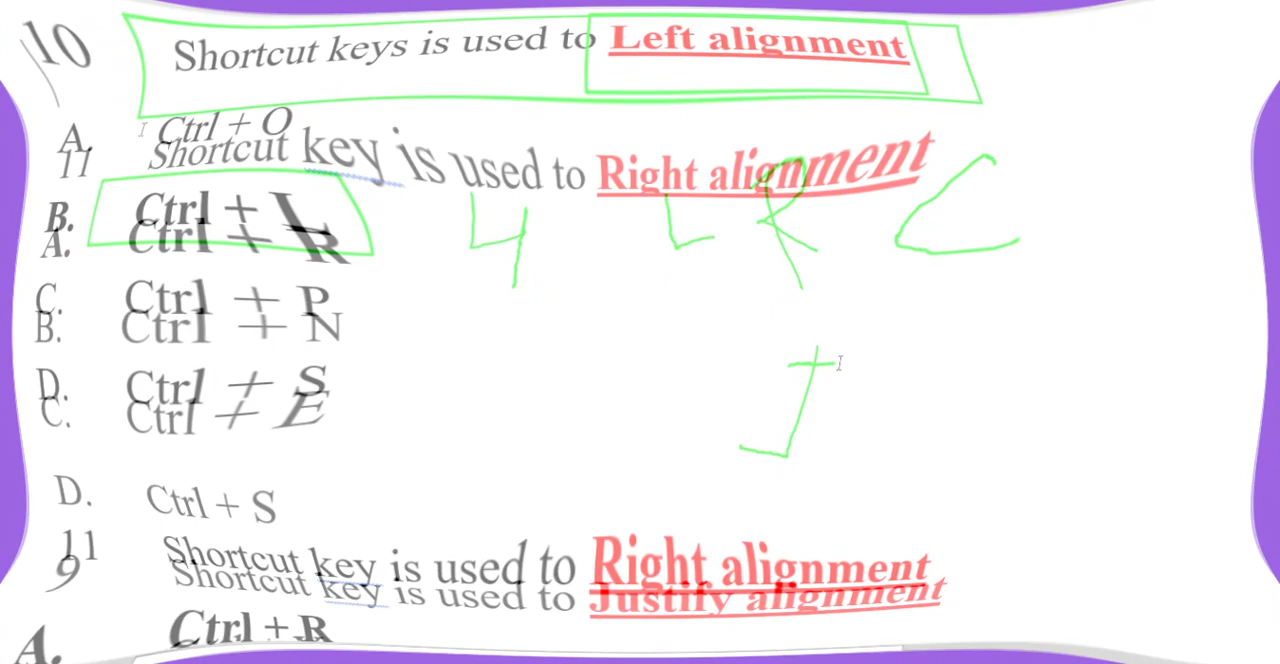 10 Shortcut keys is used to Left alignment
A. Ctrl + O
11 Shortcut key is used to Right alignment
B. Ctrl + L
A. Ctrl + R
4 L R C
C. Ctrl + P
B. Ctrl + N
J
D. Ctrl + S
C. Ctrl + E
D. Ctrl + S
11 Shortcut key is used to Right alignment
9 Shortcut key is used to Justify alignment
A. Ctrl + R